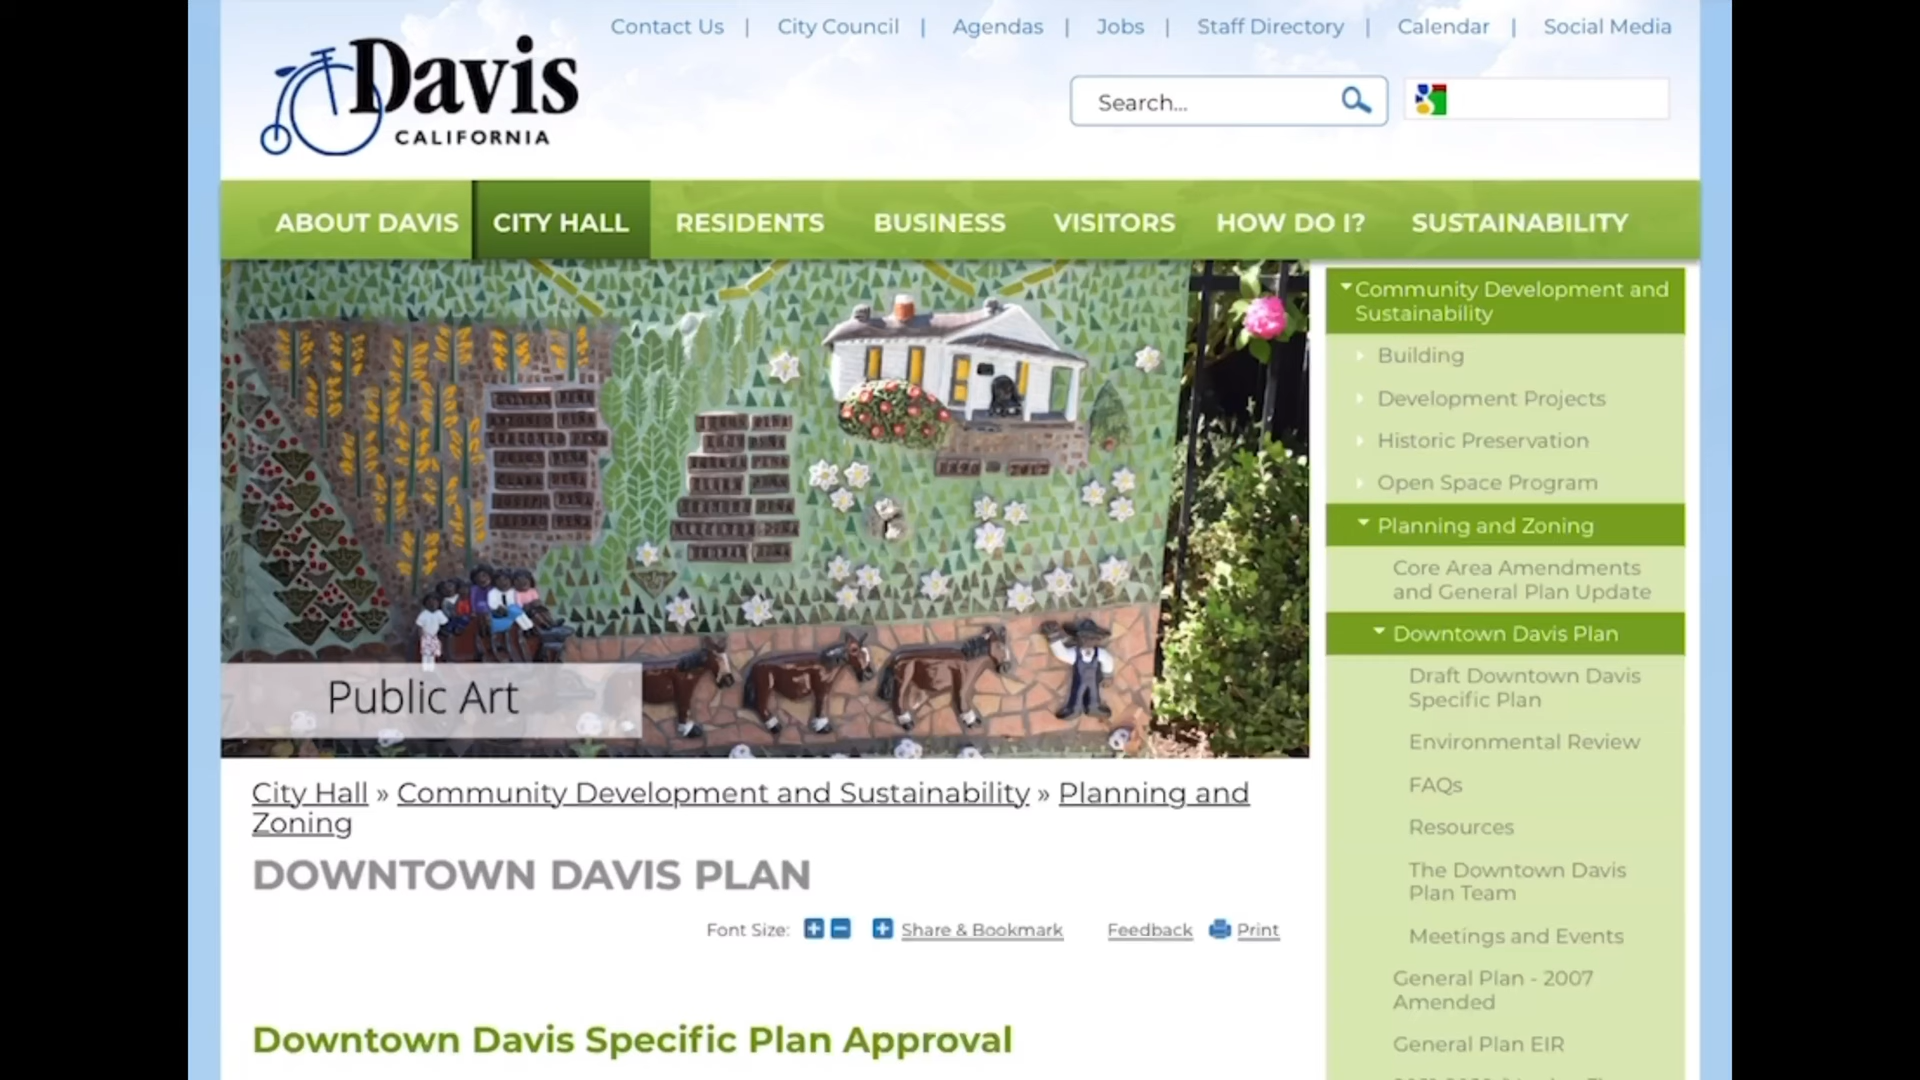 Contact Us | City Council | Agendas | Jobs | Staff Directory | Calendar | Social Media
Davis
CALIFORNIA
Search...
ABOUT DAVIS CITY HALL RESIDENTS BUSINESS VISITORS HOW DO I? SUSTAINABILITY
Public Art
City Hall » Community Development and Sustainability » Planning and
Zoning
DOWNTOWN DAVIS PLAN
Font Size: Share & Bookmark Feedback Print
Downtown Davis Specific Plan Approval
Community Development and
Sustainability
Building
Development Projects
Historic Preservation
Open Space Program
Planning and Zoning
Core Area Amendments
and General Plan Update
Downtown Davis Plan
Draft Downtown Davis
Specific Plan
Environmental Review
FAQs
Resources
The Downtown Davis
Plan Team
Meetings and Events
General Plan - 2007
Amended
General Plan EIR